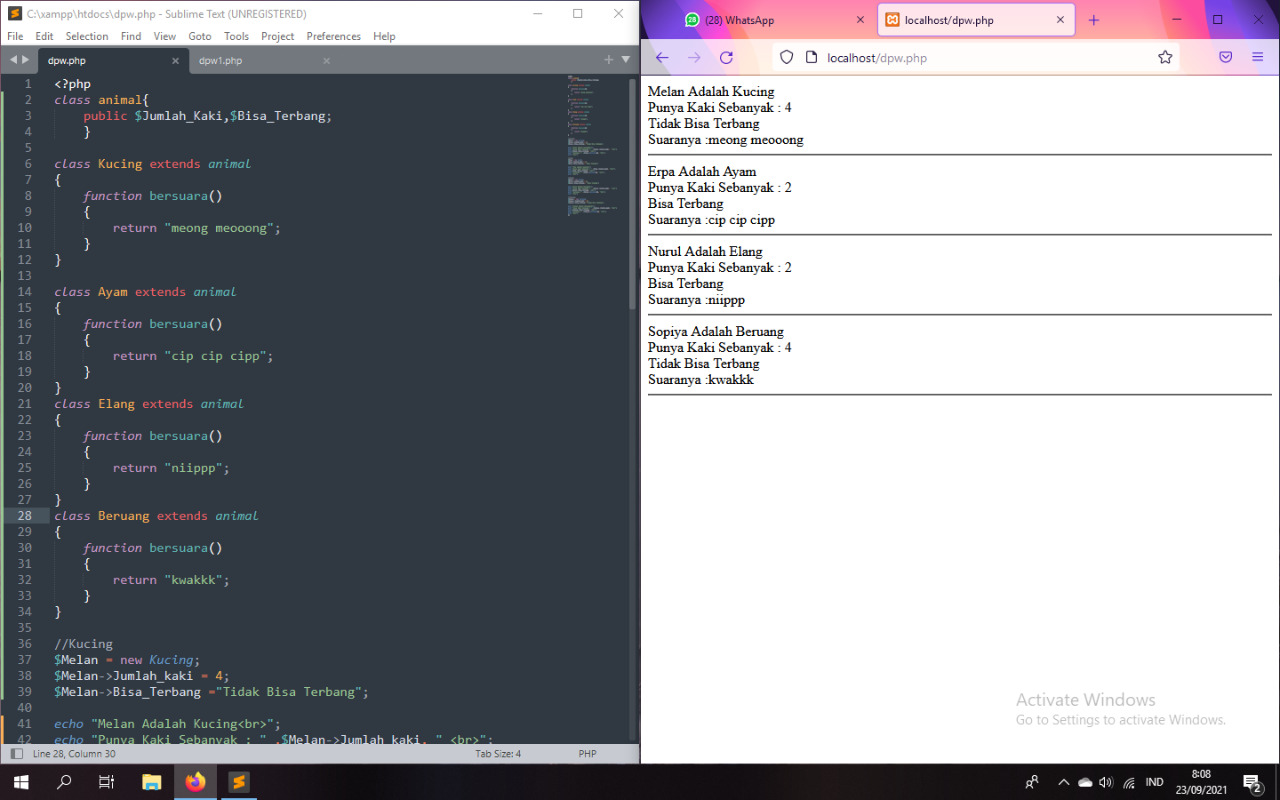 C:\xampp\htdocs\dpw.php - Sublime Text (UNREGISTERED)
File Edit Selection Find View Goto Tools Project Preferences Help
dpw.php dpw1.php
1 <?php
2 class animal{
3 public $Jumlah_Kaki,$Bisa_Terbang;
4 }
5
6 class Kucing extends animal
7 {
8 function bersuara()
9 {
10 return "meong meooong";
11 }
12 }
13
14 class Ayam extends animal
15 {
16 function bersuara()
17 {
18 return "cip cip cipp";
19 }
20 }
21 class Elang extends animal
22 {
23 function bersuara()
24 {
25 return "niippp";
26 }
27 }
28 class Beruang extends animal
29 {
30 function bersuara()
31 {
32 return "kwakkk";
33 }
34 }
35
36 //Kucing
37 $Melan = new Kucing;
38 $Melan->Jumlah_kaki = 4;
39 $Melan->Bisa_Terbang ="Tidak Bisa Terbang";
40
41 echo "Melan Adalah Kucing<br>";
42 echo "Punya Kaki Sebanyak : " .$Melan->Jumlah_kaki. " <br>";
Line 28, Column 30 Tab Size: 4 PHP
28 (28) WhatsApp localhost/dpw.php
localhost/dpw.php
Melan Adalah Kucing
Punya Kaki Sebanyak : 4
Tidak Bisa Terbang
Suaranya :meong meooong
Erpa Adalah Ayam
Punya Kaki Sebanyak : 2
Bisa Terbang
Suaranya :cip cip cipp
Nurul Adalah Elang
Punya Kaki Sebanyak : 2
Bisa Terbang
Suaranya :niippp
Sopiya Adalah Beruang
Punya Kaki Sebanyak : 4
Tidak Bisa Terbang
Suaranya :kwakkk
Activate Windows
Go to Settings to activate Windows.
IND
8:08
23/09/2021
2